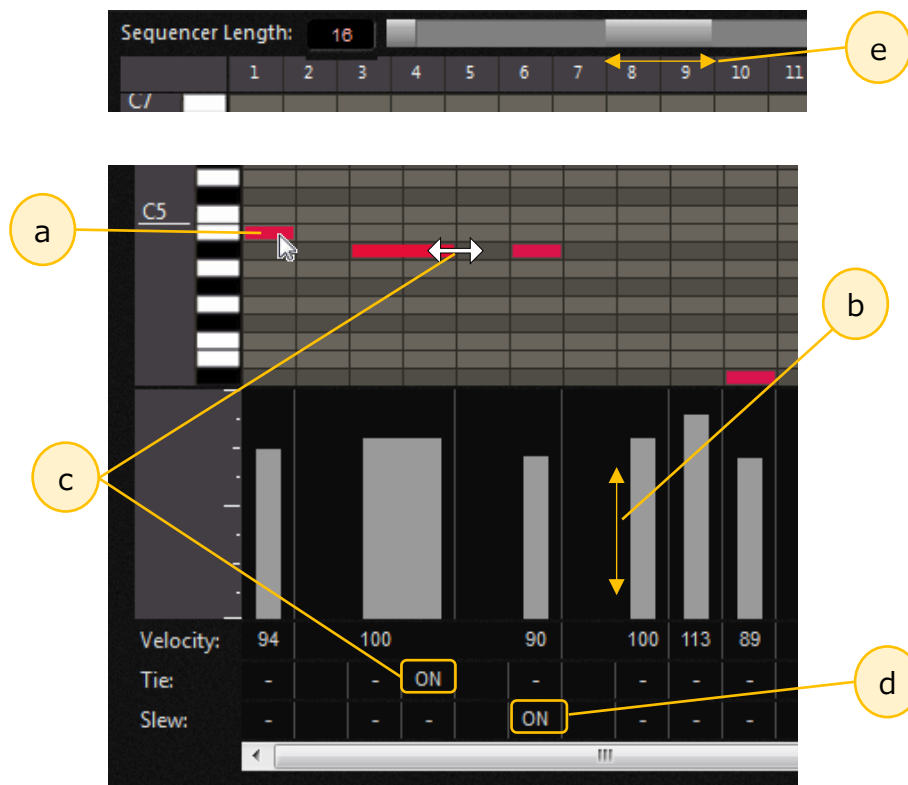 Sequencer Length: 16
e
1 2 3 4 5 6 7 8 9 10 11
C7
C5
a
b
c
Velocity: 94 100 90 100 113 89
Tie: - - ON - - - -
d
Slew: - - - ON - - -